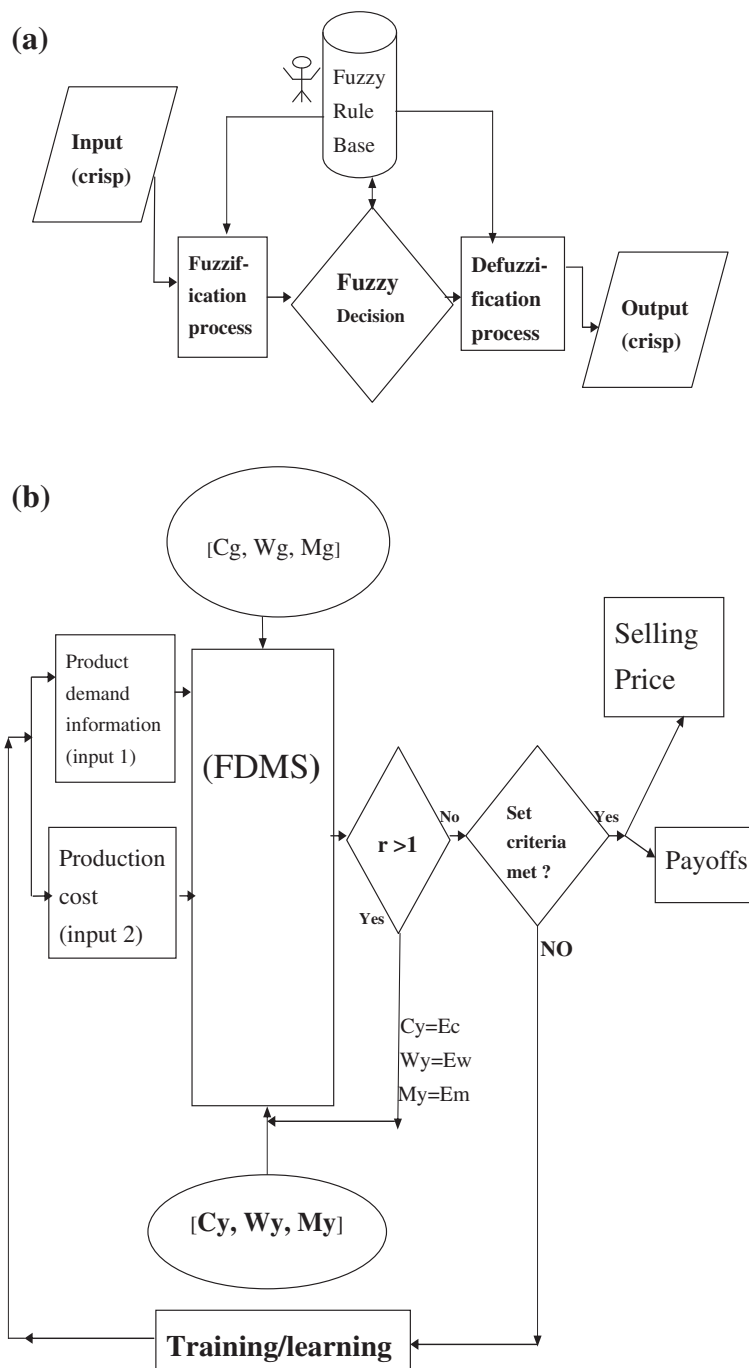 (a)
Fuzzy
Rule
Base
Input
(crisp)
Fuzzif-
ication
process
Fuzzy
Decision
Defuzzi-
fication
process
Output
(crisp)
(b)
[Cg, Wg, Mg]
Product
demand
information
(input 1)
Production
cost
(input 2)
(FDMS)
r >1
No
Yes
Set
criteria
met ?
Yes
NO
Selling
Price
Payoffs
Cy=Ec
Wy=Ew
My=Em
[Cy, Wy, My]
Training/learning